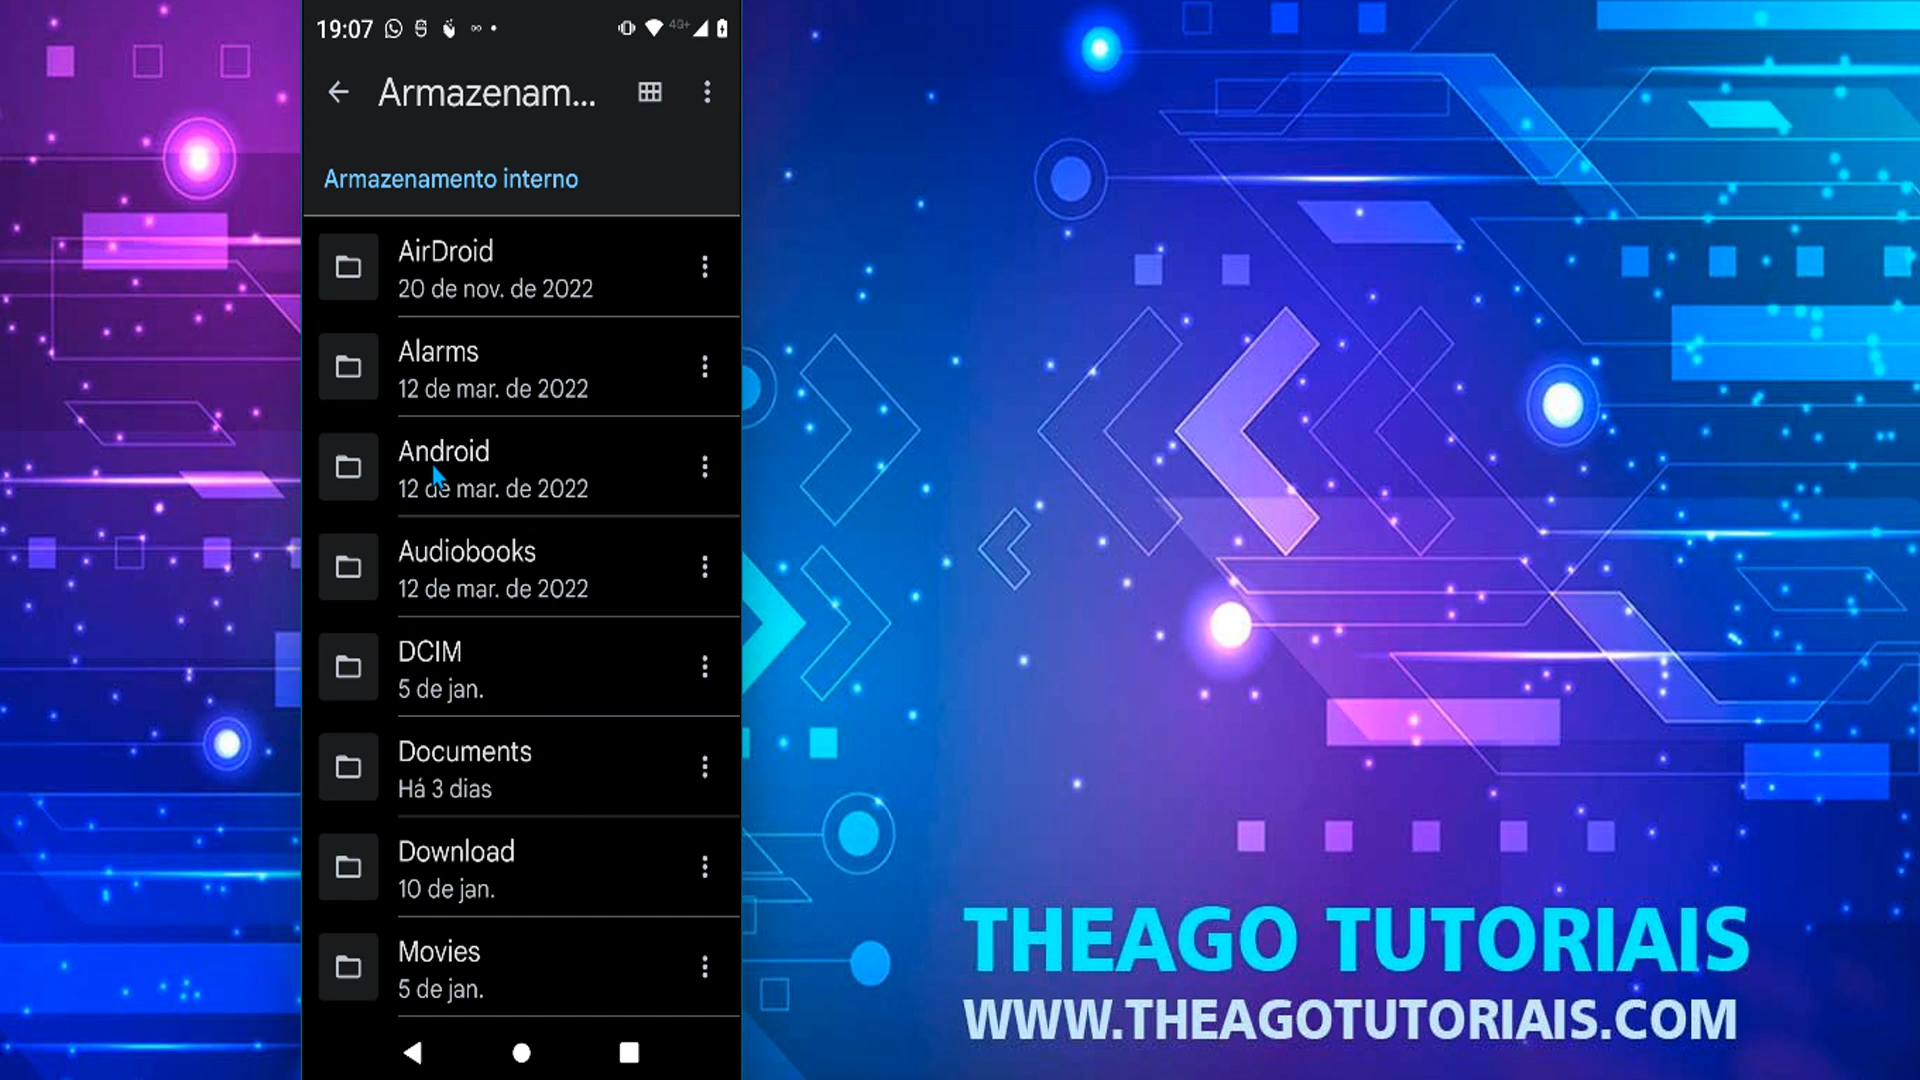 19:07
4G+
Armazenam...
Armazenamento interno
AirDroid
20 de nov. de 2022
Alarms
12 de mar. de 2022
Android
12 de mar. de 2022
Audiobooks
12 de mar. de 2022
DCIM
5 de jan.
Documents
Há 3 dias
Download
10 de jan.
Movies
5 de jan.
THEAGO TUTORIAIS
WWW.THEAGOTUTORIAIS.COM